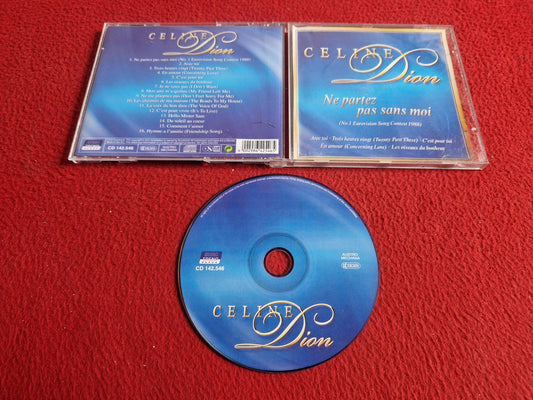 CELINE
Dion
1. Ne partez pas sans moi (No. 1 Eurovision Song Contest 1988)
2. Avec toi
3. Trois heures vingt (Twenty Past Three)
4. En amour (Concerning Love)
5. C'est pour toi
6. Les oiseaux du bonheur
7. Je ne veux pas (I Don't Want)
8. Mon ami m'a quittée (My Friend Left Me)
9. Ne me plaignez pas (Don't Feel Sorry For Me)
10. Les chemins de ma maison (The Roads To My House)
11. La voix du bon dieu (The Voice Of God)
12. C'est pour vivre (It's To Live)
13. Hello Mister Sam
14. Du soleil au coeur
15. Comment t'aimer
16. Hymne a l'amitie (Friendship Song)
CD 142.546
CELINE
Dion
Ne partez
pas sans moi
(No.1 Eurovision Song Contest 1988)
Avec toi · Trois heures vingt (Twenty Past Three) · C'est pour toi
En amour (Concerning Love) · Les oiseaux du bonheur
CD 142.546
AUSTRO
MECHANA
CELINE
Dion